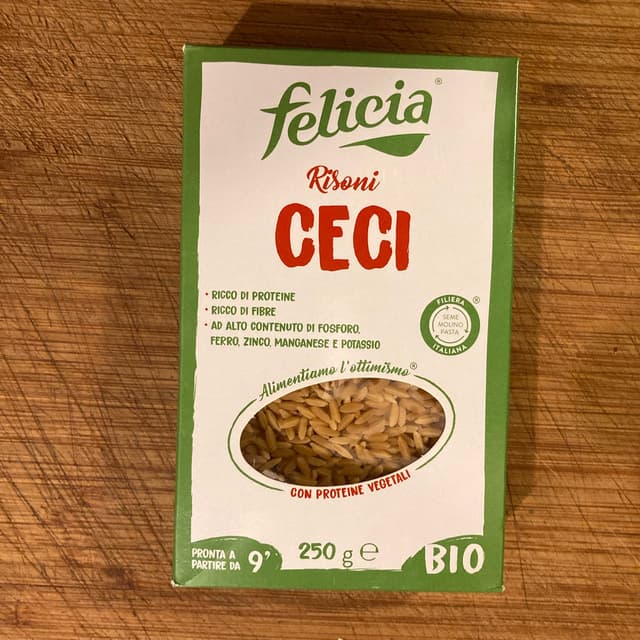 felicia®
Risoni
CECI
• RICCO DI PROTEINE
• RICCO DI FIBRE
• AD ALTO CONTENUTO DI FOSFORO,
FERRO, ZINCO, MANGANESE E POTASSIO
FILIERA ®
SEME
MOLINO
PASTA
ITALIANA
Alimentiamo l'ottimismo®
CON PROTEINE VEGETALI
PRONTA A
PARTIRE DA 9'
250 g ℮
BIO